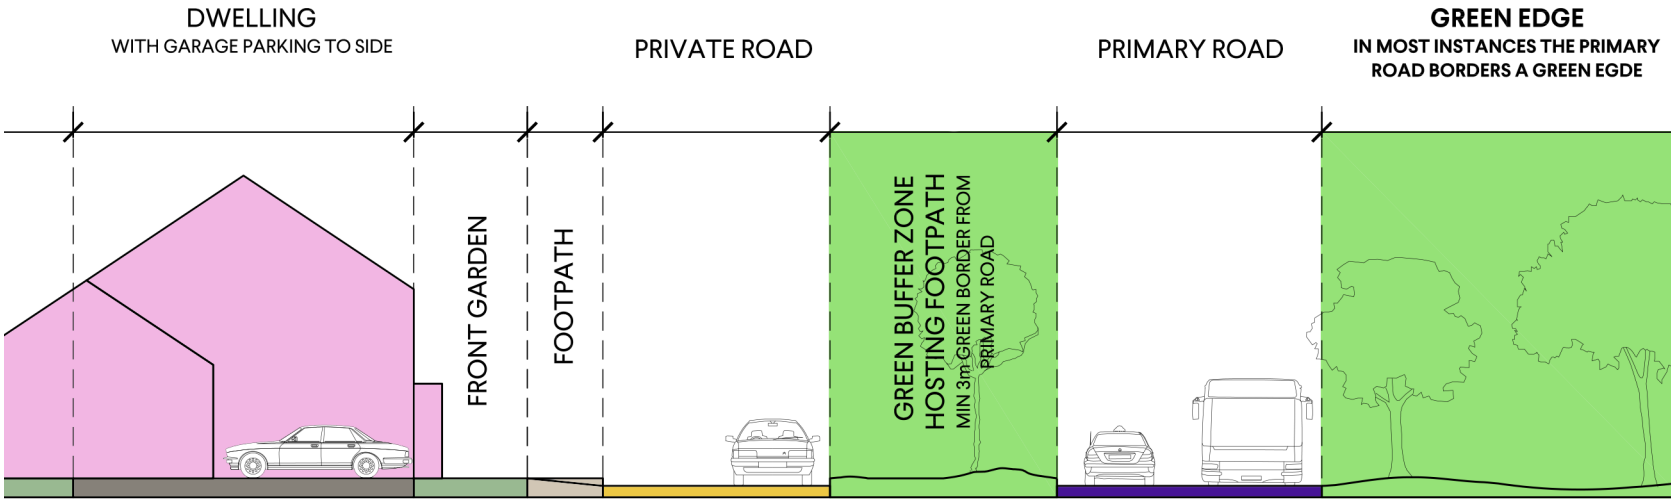 DWELLING
WITH GARAGE PARKING TO SIDE
PRIVATE ROAD
PRIMARY ROAD
GREEN EDGE
IN MOST INSTANCES THE PRIMARY
ROAD BORDERS A GREEN EGDE
FRONT GARDEN
FOOTPATH
GREEN BUFFER ZONE
HOSTING FOOTPATH
MIN 3m GREEN BORDER FROM
PRIMARY ROAD